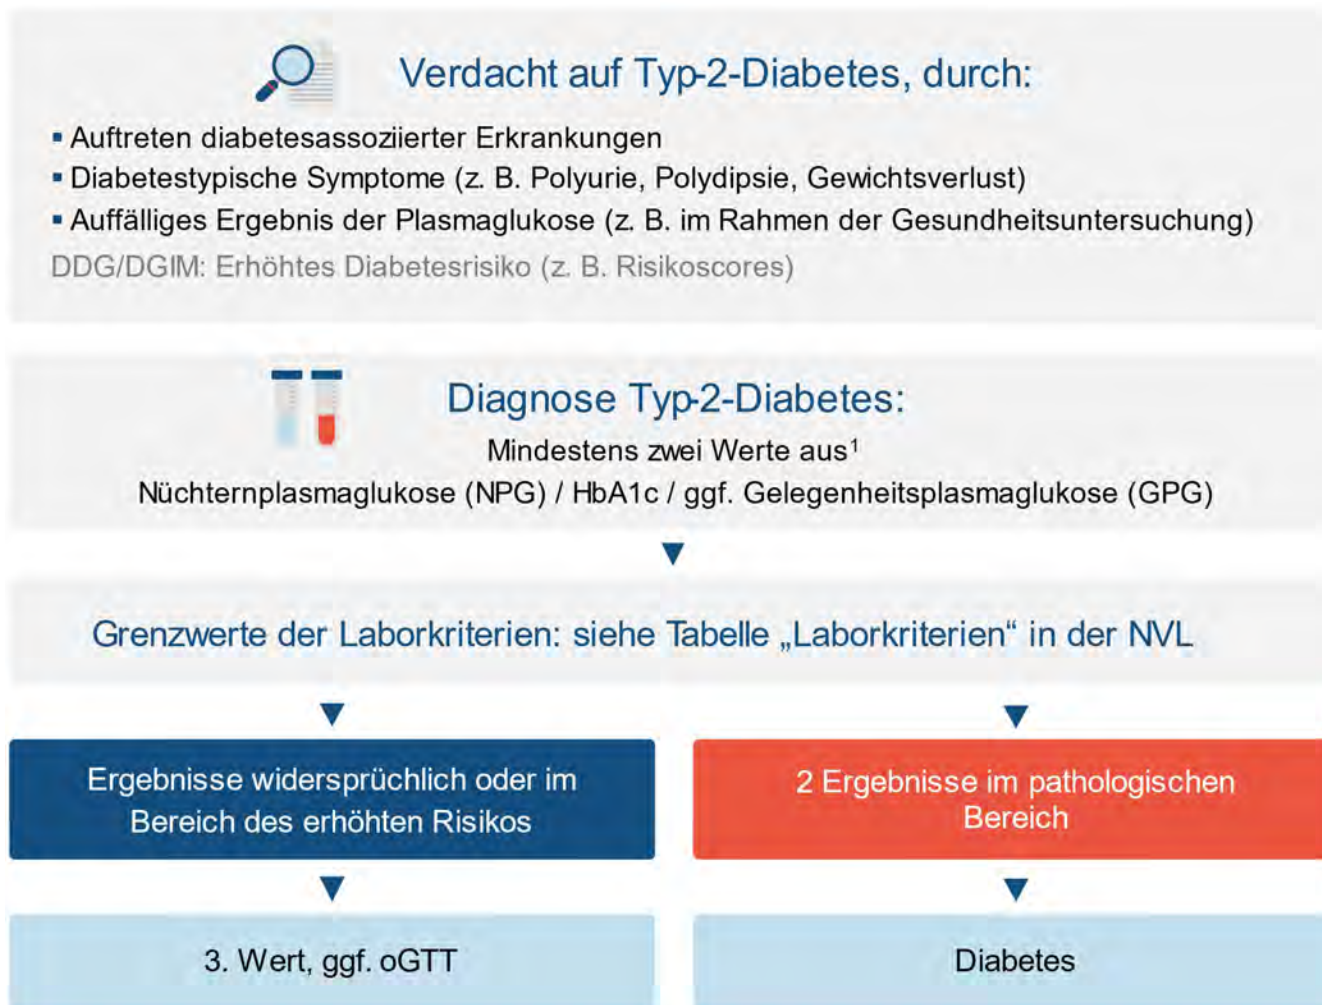 Verdacht auf Typ-2-Diabetes, durch:
▪ Auftreten diabetesassoziierter Erkrankungen
▪ Diabetestypische Symptome (z. B. Polyurie, Polydipsie, Gewichtsverlust)
▪ Auffälliges Ergebnis der Plasmaglukose (z. B. im Rahmen der Gesundheitsuntersuchung)
DDG/DGIM: Erhöhtes Diabetesrisiko (z. B. Risikoscores)
Diagnose Typ-2-Diabetes:
Mindestens zwei Werte aus¹
Nüchternplasmaglukose (NPG) / HbA1c / ggf. Gelegenheitsplasmaglukose (GPG)
Grenzwerte der Laborkriterien: siehe Tabelle „Laborkriterien“ in der NVL
Ergebnisse widersprüchlich oder im
Bereich des erhöhten Risikos
2 Ergebnisse im pathologischen
Bereich
3. Wert, ggf. oGTT
Diabetes